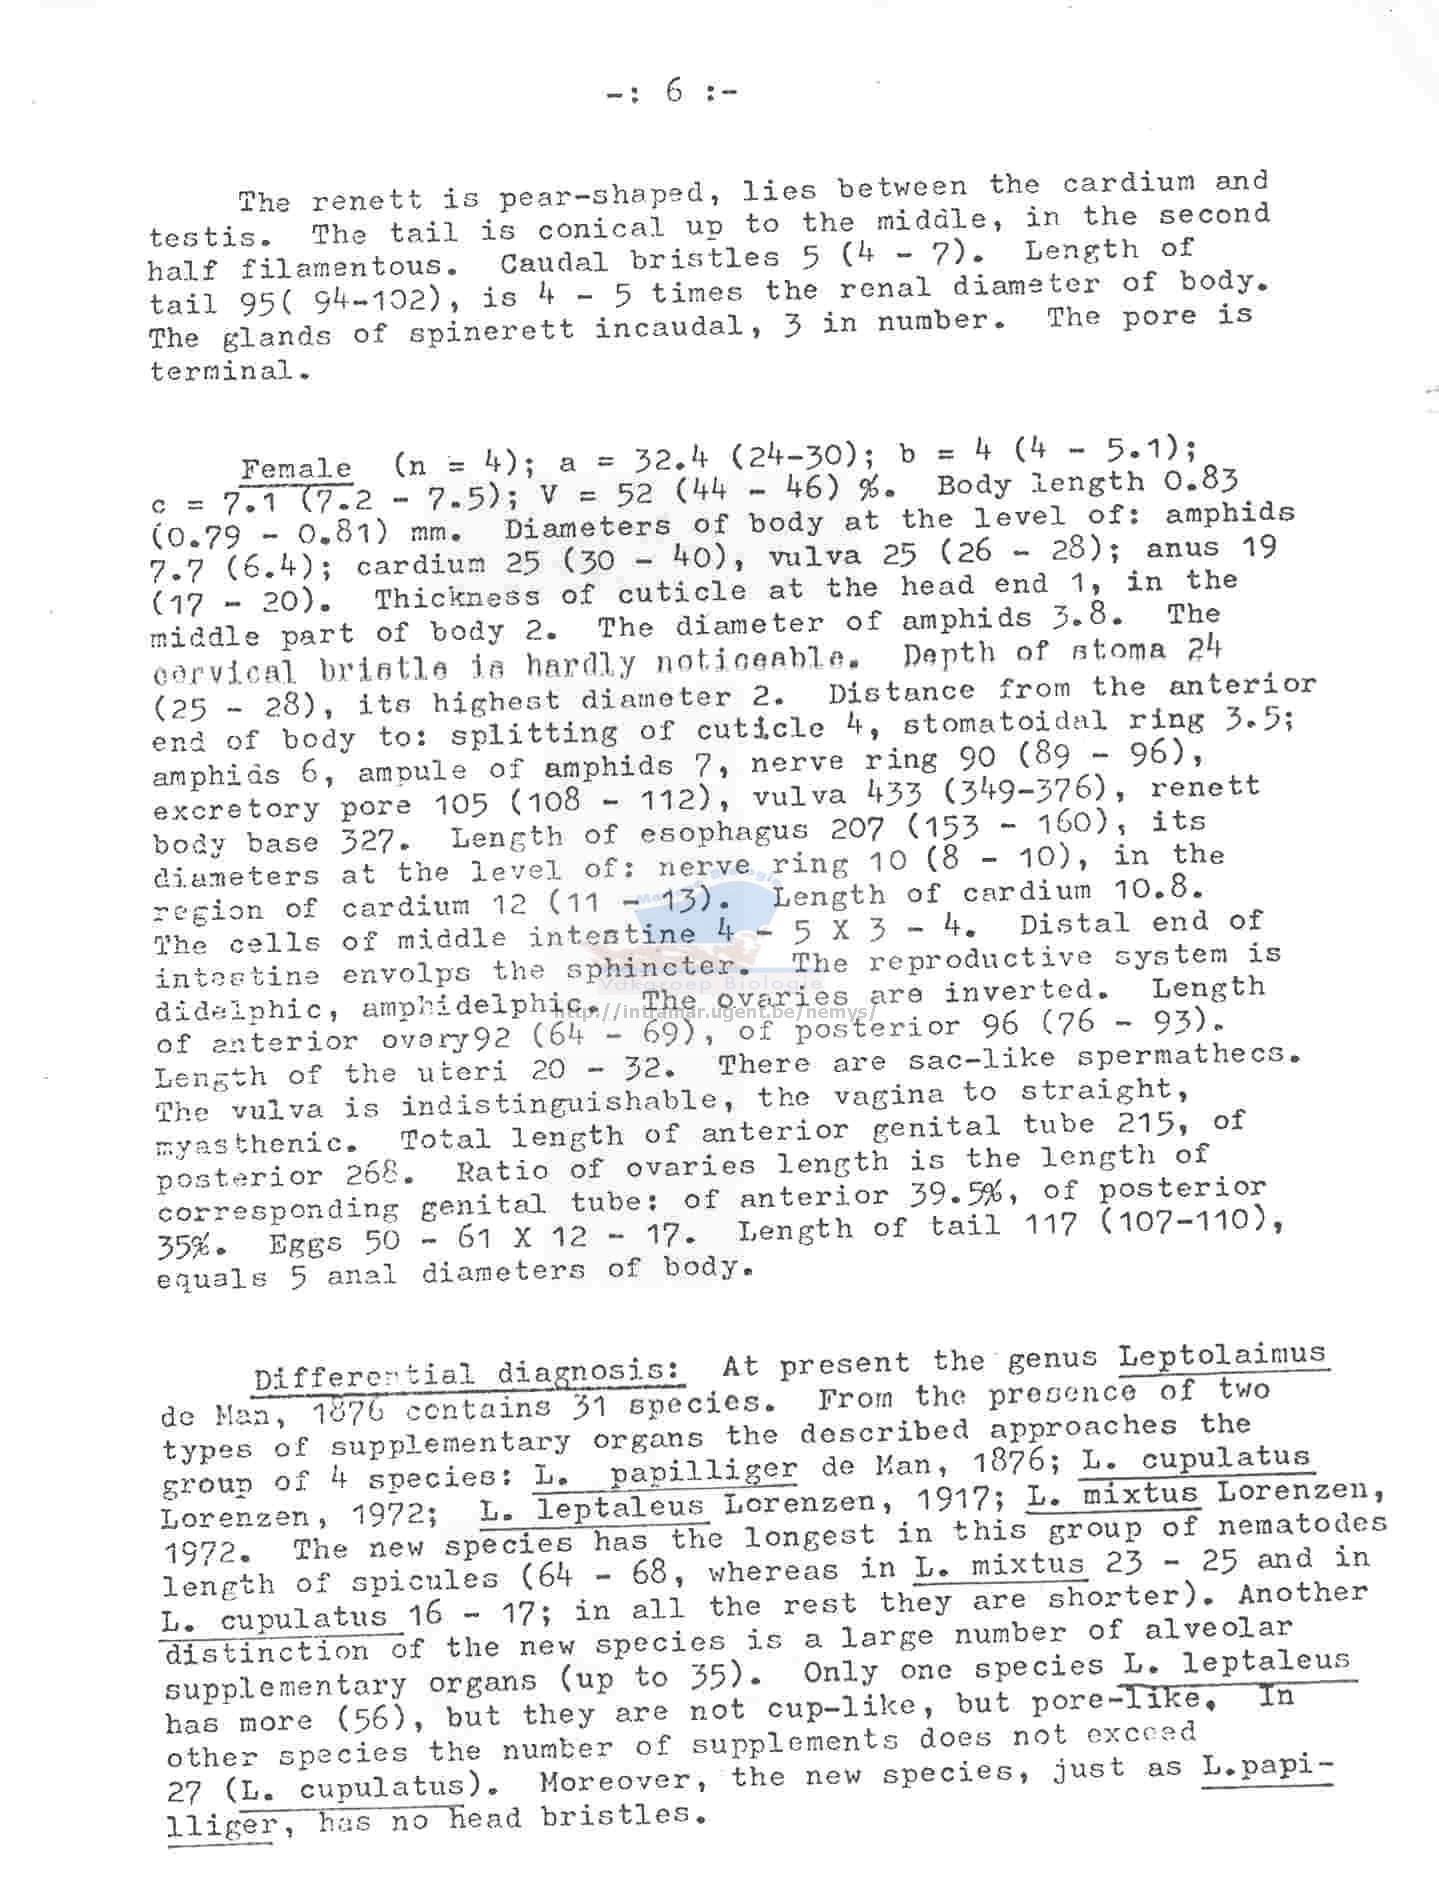 -: 6 :-
The renett is pear-shaped, lies between the cardium and
testis. The tail is conical up to the middle, in the second
half filamentous. Caudal bristles 5 (4 - 7). Length of
tail 95( 94-102), is 4 - 5 times the renal diameter of body.
The glands of spinerett incaudal, 3 in number. The pore is
terminal.
Female (n = 4); a = 32.4 (24-30); b = 4 (4 - 5.1);
c = 7.1 (7.2 - 7.5); V = 52 (44 - 46) %. Body length 0.83
(0.79 - 0.81) mm. Diameters of body at the level of: amphids
7.7 (6.4); cardium 25 (30 - 40), vulva 25 (26 - 28); anus 19
(17 - 20). Thickness of cuticle at the head end 1, in the
middle part of body 2. The diameter of amphids 3.8. The
cervical bristle is hardly noticeable. Depth of stoma 24
(25 - 28), its highest diameter 2. Distance from the anterior
end of body to: splitting of cuticle 4, stomatoidal ring 3.5;
amphids 6, ampule of amphids 7, nerve ring 90 (89 - 96),
excretory pore 105 (108 - 112), vulva 433 (349-376), renett
body base 327. Length of esophagus 207 (153 - 160), its
diameters at the level of: nerve ring 10 (8 - 10), in the
region of cardium 12 (11 - 13). Length of cardium 10.8.
The cells of middle intestine 4 - 5 X 3 - 4. Distal end of
intestine envolps the sphincter. The reproductive system is
didelphic, amphidelphic. The ovaries are inverted. Length
of anterior overy92 (64 - 69), of posterior 96 (76 - 93).
Length of the uteri 20 - 32. There are sac-like spermathecs.
The vulva is indistinguishable, the vagina to straight,
myasthenic. Total length of anterior genital tube 215, of
posterior 268. Ratio of ovaries length is the length of
corresponding genital tube: of anterior 39.5%, of posterior
35%. Eggs 50 - 61 X 12 - 17. Length of tail 117 (107-110),
equals 5 anal diameters of body.
Differential diagnosis: At present the genus Leptolaimus
de Man, 1876 contains 31 species. From the presence of two
types of supplementary organs the described approaches the
group of 4 species: L. papilliger de Man, 1876; L. cupulatus
Lorenzen, 1972; L. leptaleus Lorenzen, 1917; L. mixtus Lorenzen,
1972. The new species has the longest in this group of nematodes
length of spicules (64 - 68, whereas in L. mixtus 23 - 25 and in
L. cupulatus 16 - 17; in all the rest they are shorter). Another
distinction of the new species is a large number of alveolar
supplementary organs (up to 35). Only one species L. leptaleus
has more (56), but they are not cup-like, but pore-like. In
other species the number of supplements does not exceed
27 (L. cupulatus). Moreover, the new species, just as L.papi-
lliger, has no head bristles.
Vakgroep Biologie
http://intramar.ugent.be/nemys/